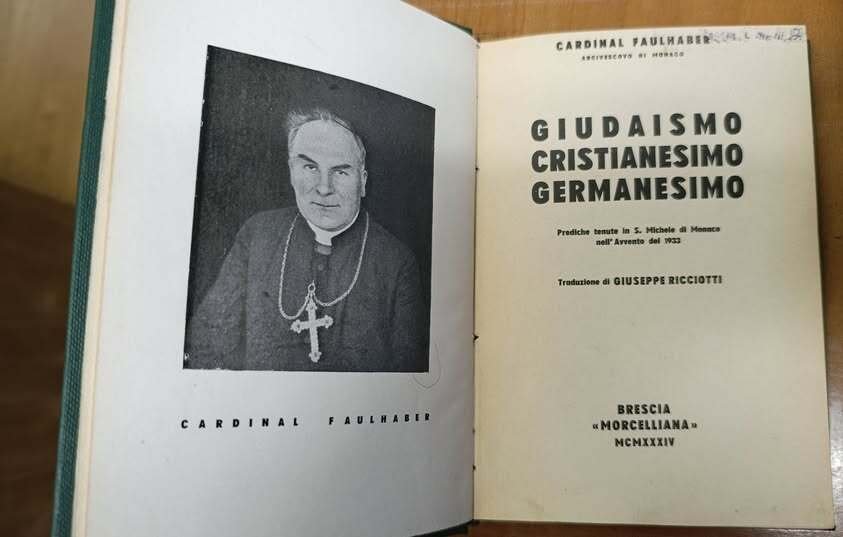 CARDINAL FAULHABER
CARDINAL FAULHABER
ARCIVESCOVO DI MONACO
GIUDAISMO
CRISTIANESIMO
GERMANESIMO
Prediche tenute in S. Michele di Monaco
nell'Avvento del 1933
Traduzione di GIUSEPPE RICCIOTTI
BRESCIA
«MORCELLIANA»
MCMXXXIV